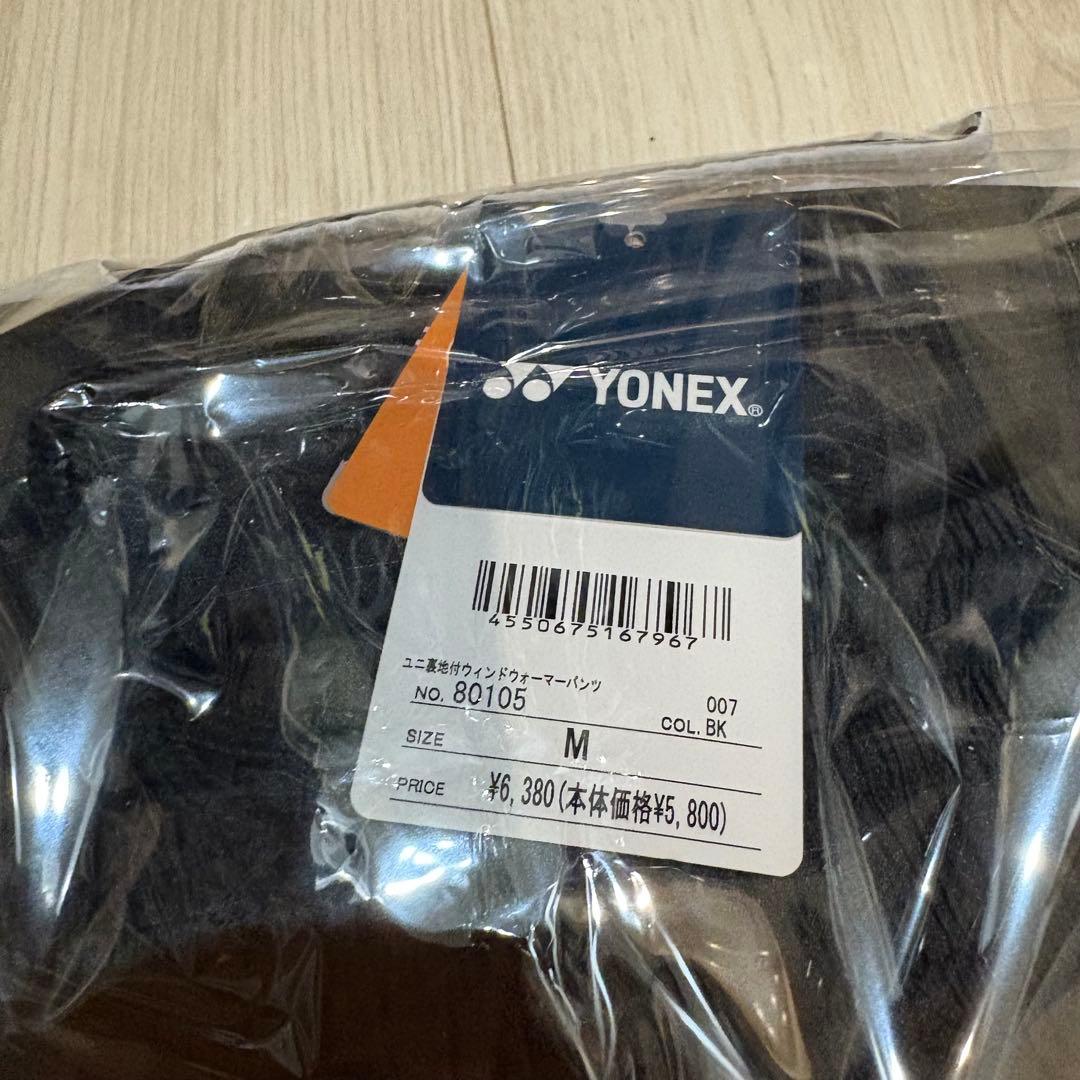 YONEX®
4550675167967
ユニ裏地付ウィンドウォーマーパンツ
NO. 80105
007
COL. BK
SIZE M
PRICE ¥6,380(本体価格¥5,800)